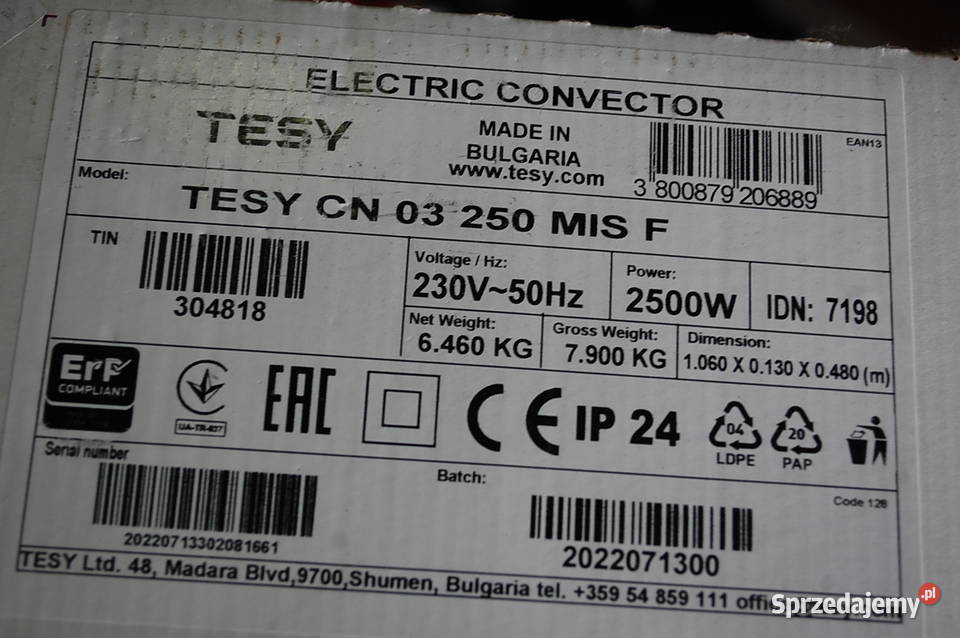 ELECTRIC CONVECTOR
TESY
MADE IN
BULGARIA
www.tesy.com
EAN13
3 800879 206889
Model:
TESY CN 03 250 MIS F
TIN
304818
Voltage / Hz:
230V~50Hz
Power:
2500W
IDN: 7198
Net Weight:
6.460 KG
Gross Weight:
7.900 KG
Dimension:
1.060 X 0.130 X 0.480 (m)
ErP
COMPLIANT
UA-TR-027
EAC
CE
IP 24
04
LDPE
20
PAP
Serial number
20220713302081661
Batch:
Code 128
2022071300
TESY Ltd. 48, Madara Blvd,9700,Shumen, Bulgaria tel. +359 54 859 111
Sprzedajemy.pl